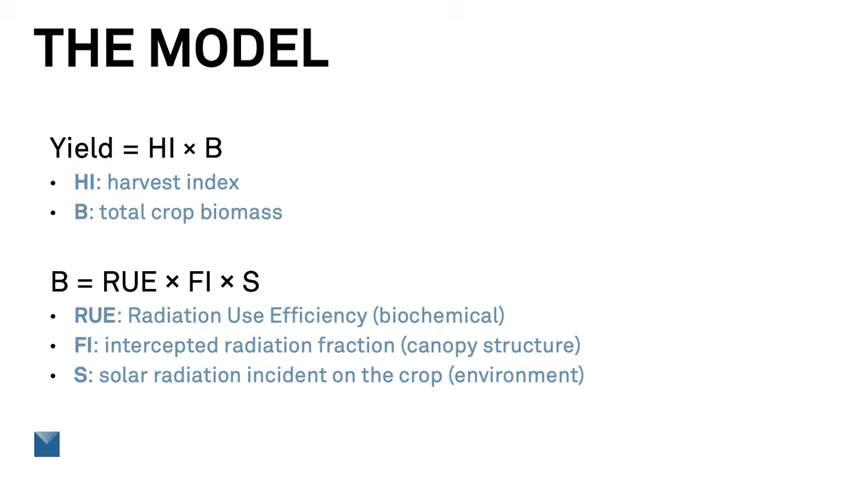 THE MODEL
Yield = HI × B
• HI: harvest index
• B: total crop biomass
B = RUE × FI × S
• RUE: Radiation Use Efficiency (biochemical)
• FI: intercepted radiation fraction (canopy structure)
• S: solar radiation incident on the crop (environment)